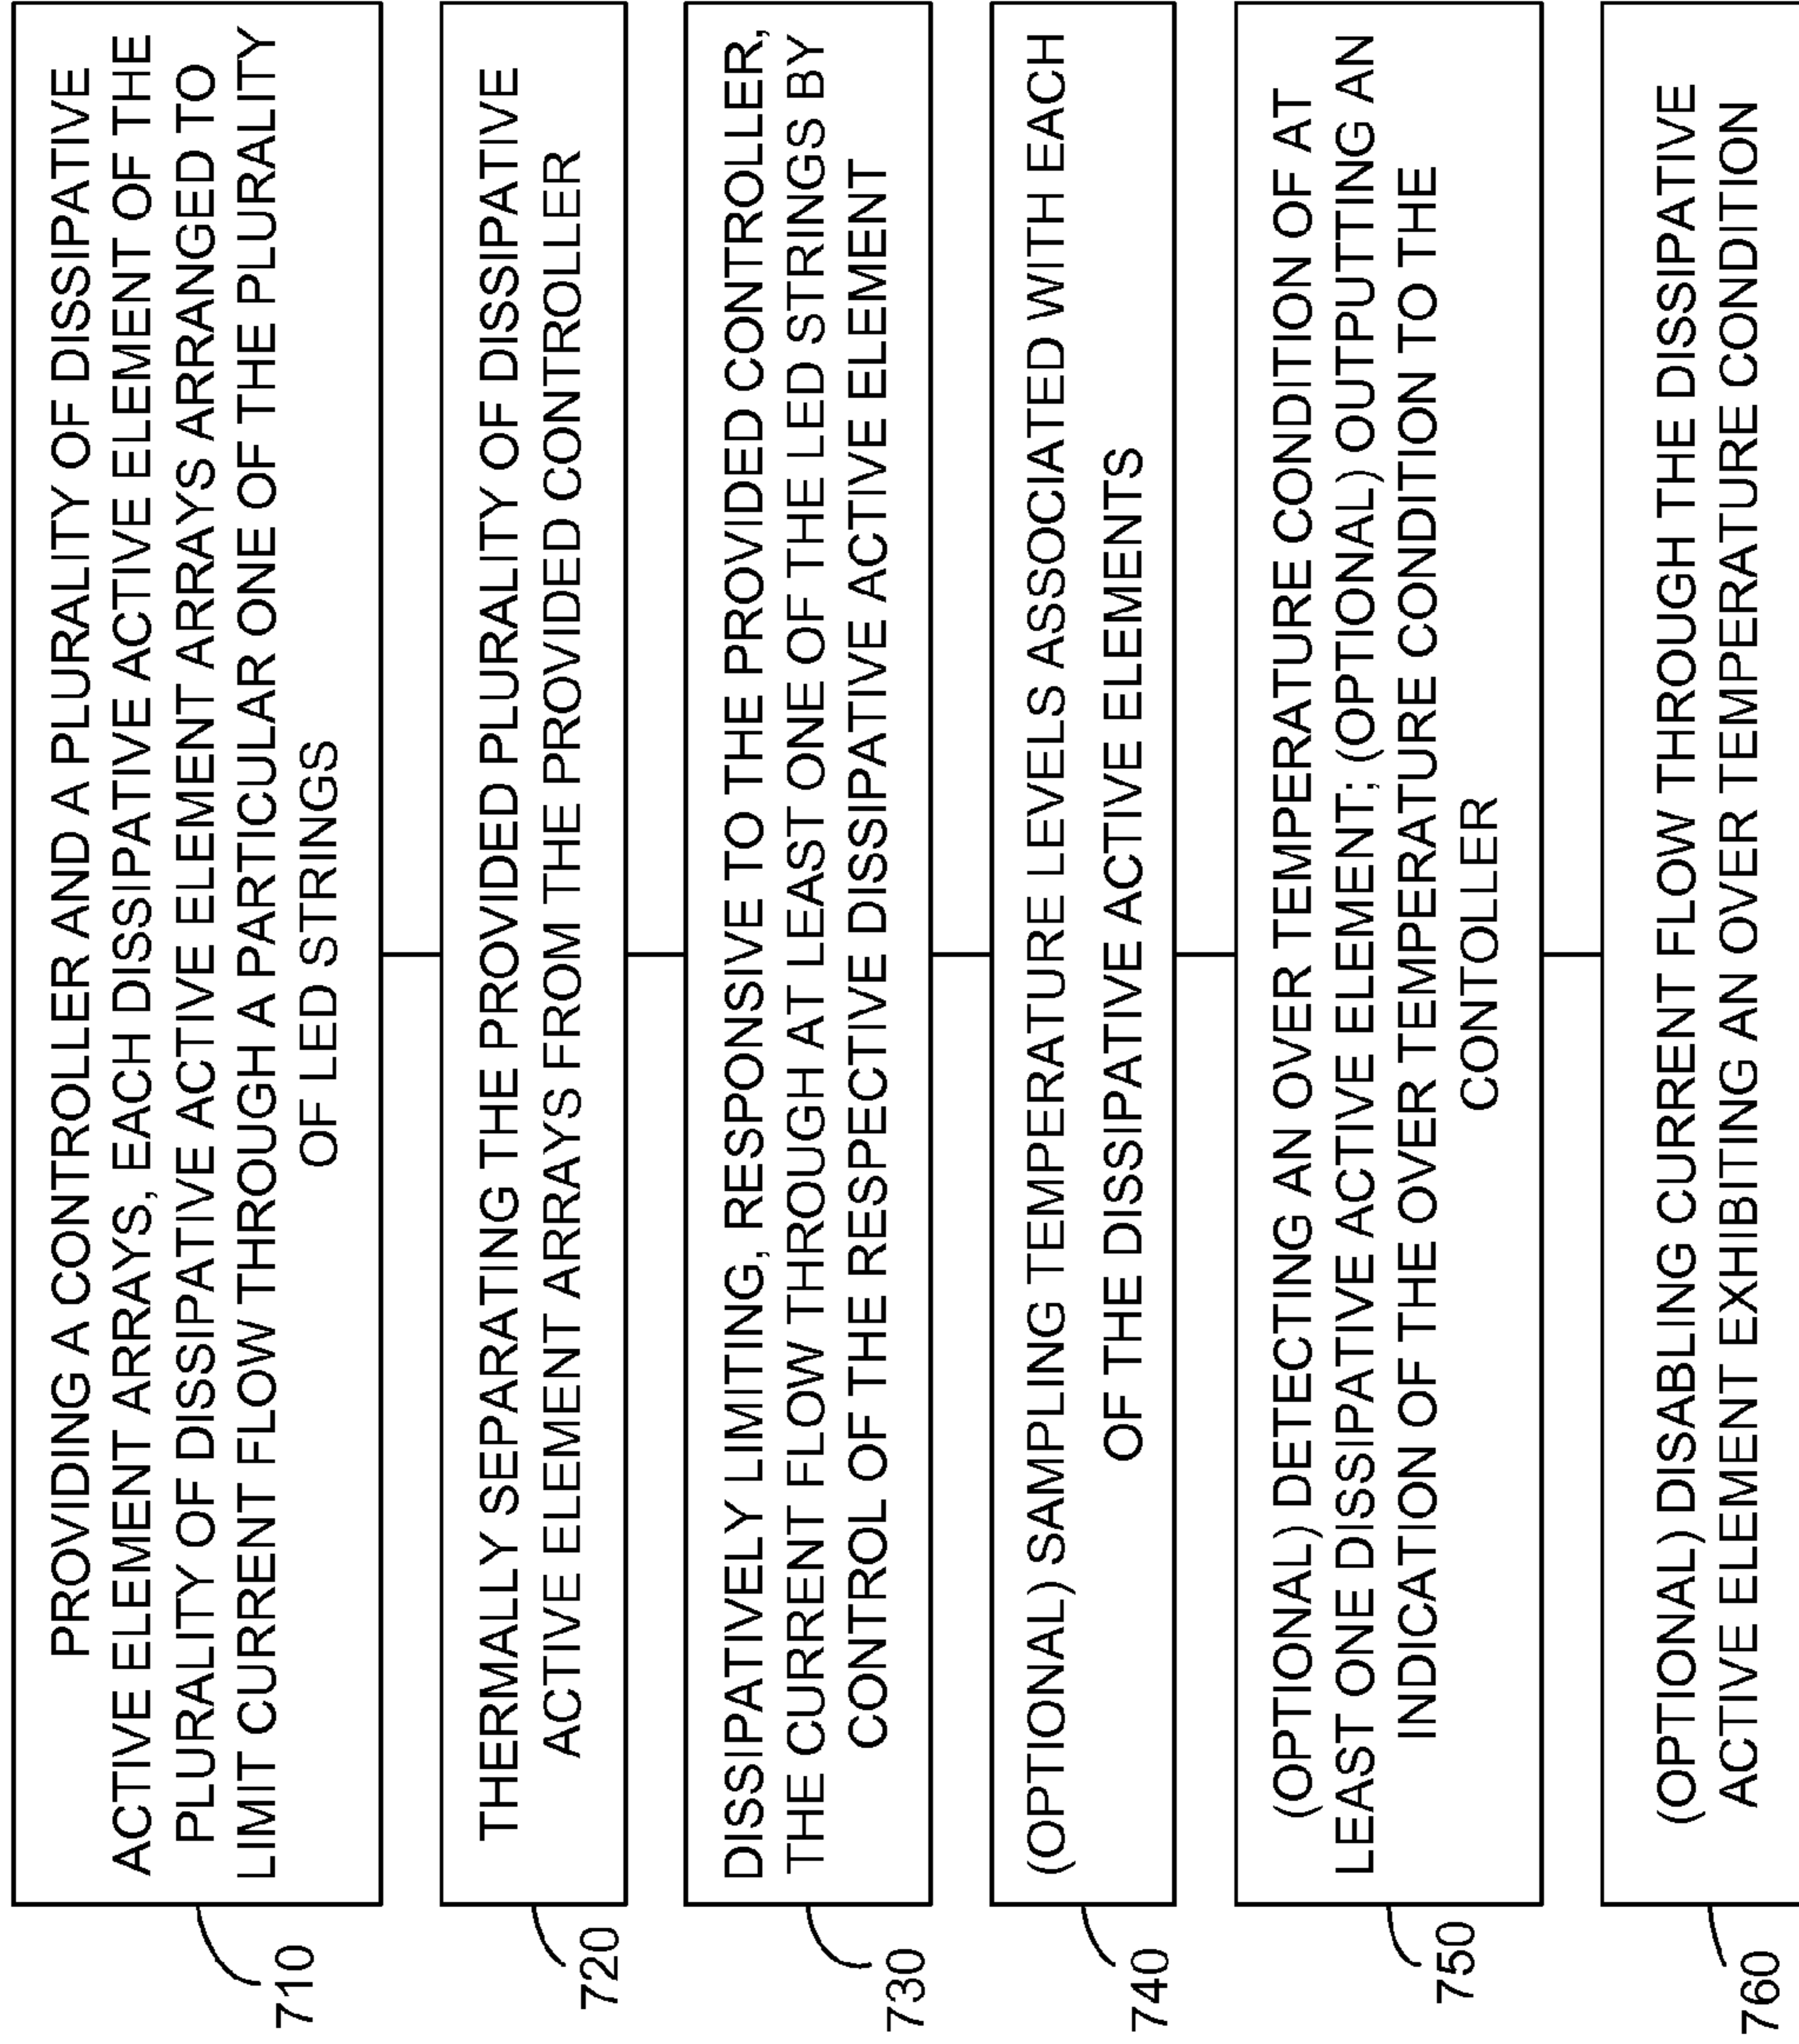 PROVIDING A CONTROLLER AND A PLURALITY OF DISSIPATIVE
ACTIVE ELEMENT ARRAYS, EACH DISSIPATIVE ACTIVE ELEMENT OF THE
PLURALITY OF DISSIPATIVE ACTIVE ELEMENT ARRAYS ARRANGED TO
LIMIT CURRENT FLOW THROUGH A PARTICULAR ONE OF THE PLURALITY
OF LED STRINGS
710
THERMALLY SEPARATING THE PROVIDED PLURALITY OF DISSIPATIVE
ACTIVE ELEMENT ARRAYS FROM THE PROVIDED CONTROLLER
720
DISSIPATIVELY LIMITING, RESPONSIVE TO THE PROVIDED CONTROLLER,
THE CURRENT FLOW THROUGH AT LEAST ONE OF THE LED STRINGS BY
CONTROL OF THE RESPECTIVE DISSIPATIVE ACTIVE ELEMENT
730
(OPTIONAL) SAMPLING TEMPERATURE LEVELS ASSOCIATED WITH EACH
OF THE DISSIPATIVE ACTIVE ELEMENTS
740
(OPTIONAL) DETECTING AN OVER TEMPERATURE CONDITION OF AT
LEAST ONE DISSIPATIVE ACTIVE ELEMENT; (OPTIONAL) OUTPUTTING AN
INDICATION OF THE OVER TEMPERATURE CONDITION TO THE
CONTOLLER
750
(OPTIONAL) DISABLING CURRENT FLOW THROUGH THE DISSIPATIVE
ACTIVE ELEMENT EXHIBITING AN OVER TEMPERATURE CONDITION
760